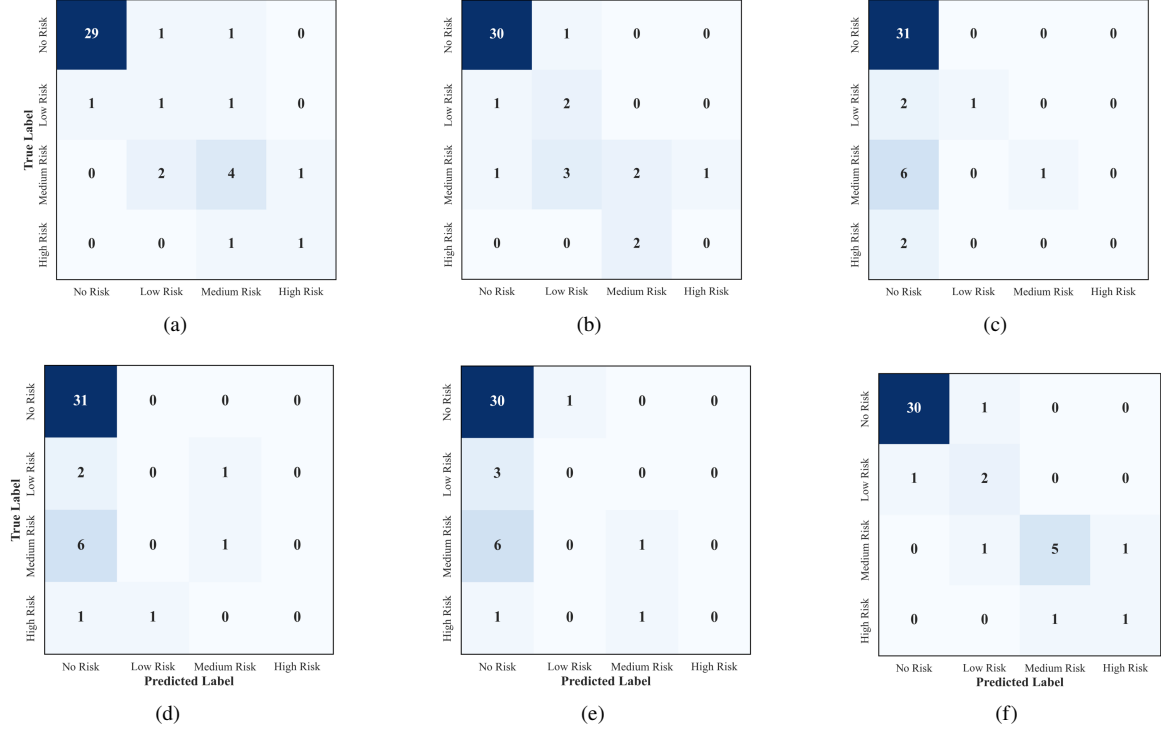 No Risk 29 1 1 0
Low Risk 1 1 1 0
Medium Risk 0 2 4 1
High Risk 0 0 1 1
No Risk Low Risk Medium Risk High Risk
True Label
(a)
No Risk 30 1 0 0
Low Risk 1 2 0 0
Medium Risk 1 3 2 1
High Risk 0 0 2 0
No Risk Low Risk Medium Risk High Risk
(b)
No Risk 31 0 0 0
Low Risk 2 1 0 0
Medium Risk 6 0 1 0
High Risk 2 0 0 0
No Risk Low Risk Medium Risk High Risk
(c)
No Risk 31 0 0 0
Low Risk 2 0 1 0
Medium Risk 6 0 1 0
High Risk 1 1 0 0
No Risk Low Risk Medium Risk High Risk
True Label
Predicted Label
(d)
No Risk 30 1 0 0
Low Risk 3 0 0 0
Medium Risk 6 0 1 0
High Risk 1 0 1 0
No Risk Low Risk Medium Risk High Risk
Predicted Label
(e)
No Risk 30 1 0 0
Low Risk 1 2 0 0
Medium Risk 0 1 5 1
High Risk 0 0 1 1
No Risk Low Risk Medium Risk High Risk
Predicted Label
(f)